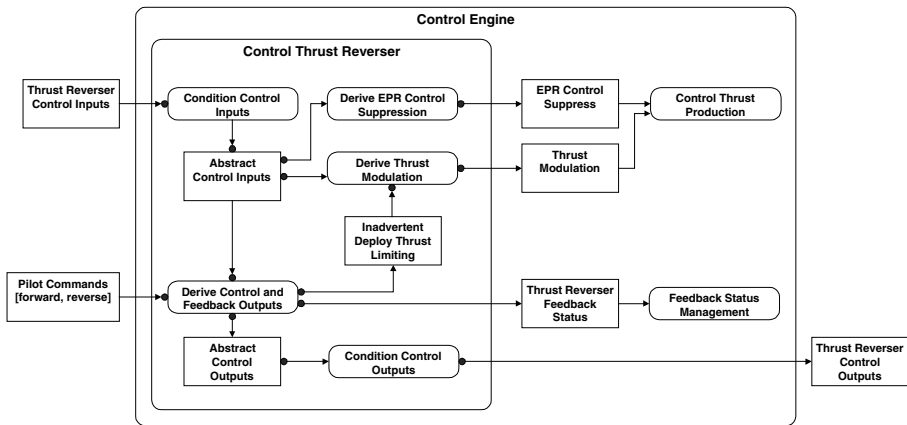 Control Engine
Control Thrust Reverser
Thrust Reverser
Control Inputs
Condition Control
Inputs
Derive EPR Control
Suppression
EPR Control
Suppress
Control Thrust
Production
Abstract
Control Inputs
Derive Thrust
Modulation
Thrust
Modulation
Inadvertent
Deploy Thrust
Limiting
Pilot Commands
[forward, reverse]
Derive Control and
Feedback Outputs
Thrust Reverser
Feedback
Status
Feedback Status
Management
Abstract
Control
Outputs
Condition Control
Outputs
Thrust Reverser
Control
Outputs